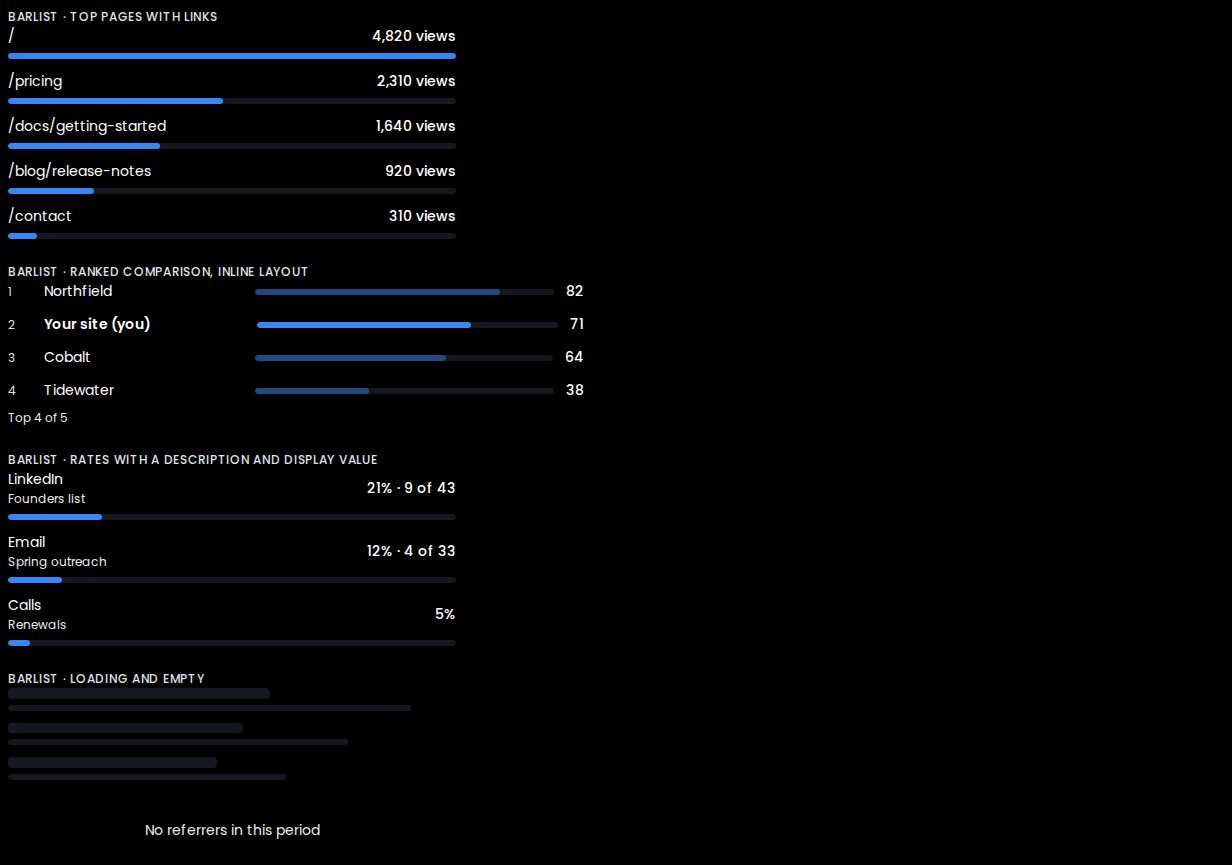 BARLIST · TOP PAGES WITH LINKS
/ 4,820 views
/pricing 2,310 views
/docs/getting-started 1,640 views
/blog/release-notes 920 views
/contact 310 views
BARLIST · RANKED COMPARISON, INLINE LAYOUT
1 Northfield 82
2 Your site (you) 71
3 Cobalt 64
4 Tidewater 38
Top 4 of 5
BARLIST · RATES WITH A DESCRIPTION AND DISPLAY VALUE
LinkedIn
21% · 9 of 43
Founders list
Email
12% · 4 of 33
Spring outreach
Calls
5%
Renewals
BARLIST · LOADING AND EMPTY
No referrers in this period